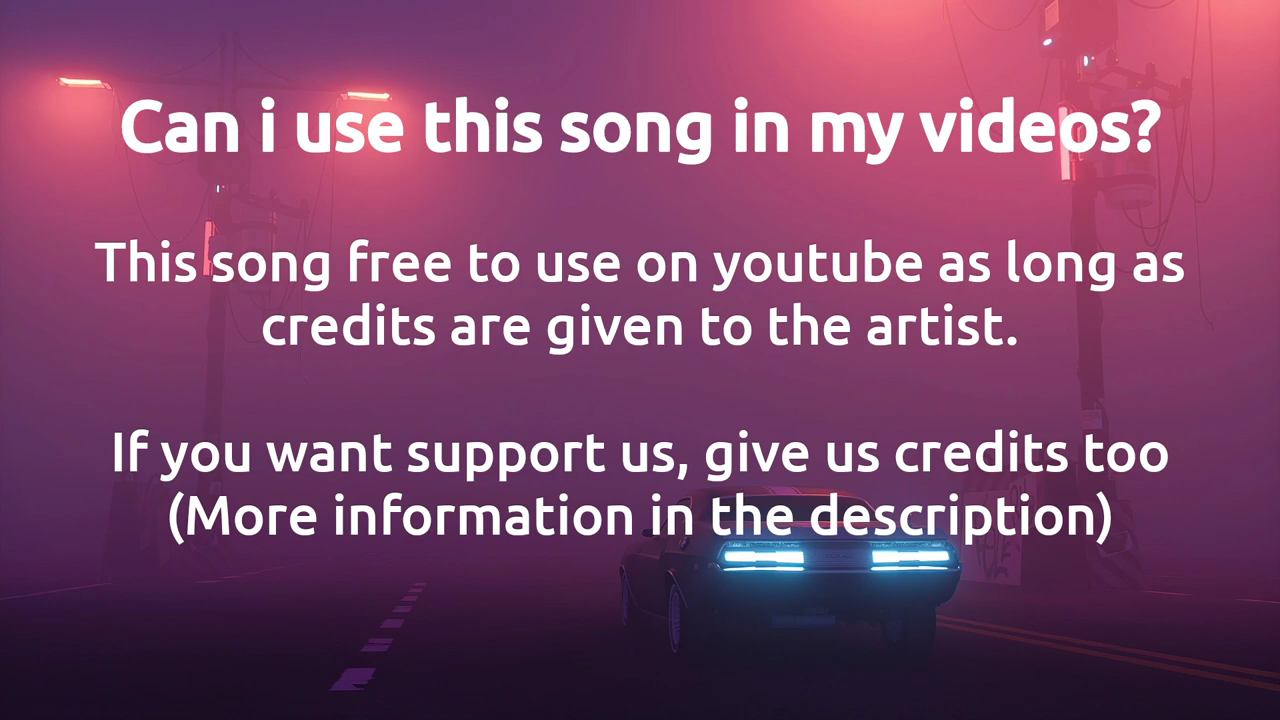 Can i use this song in my videos?
This song free to use on youtube as long as
credits are given to the artist.
If you want support us, give us credits too
(More information in the description)